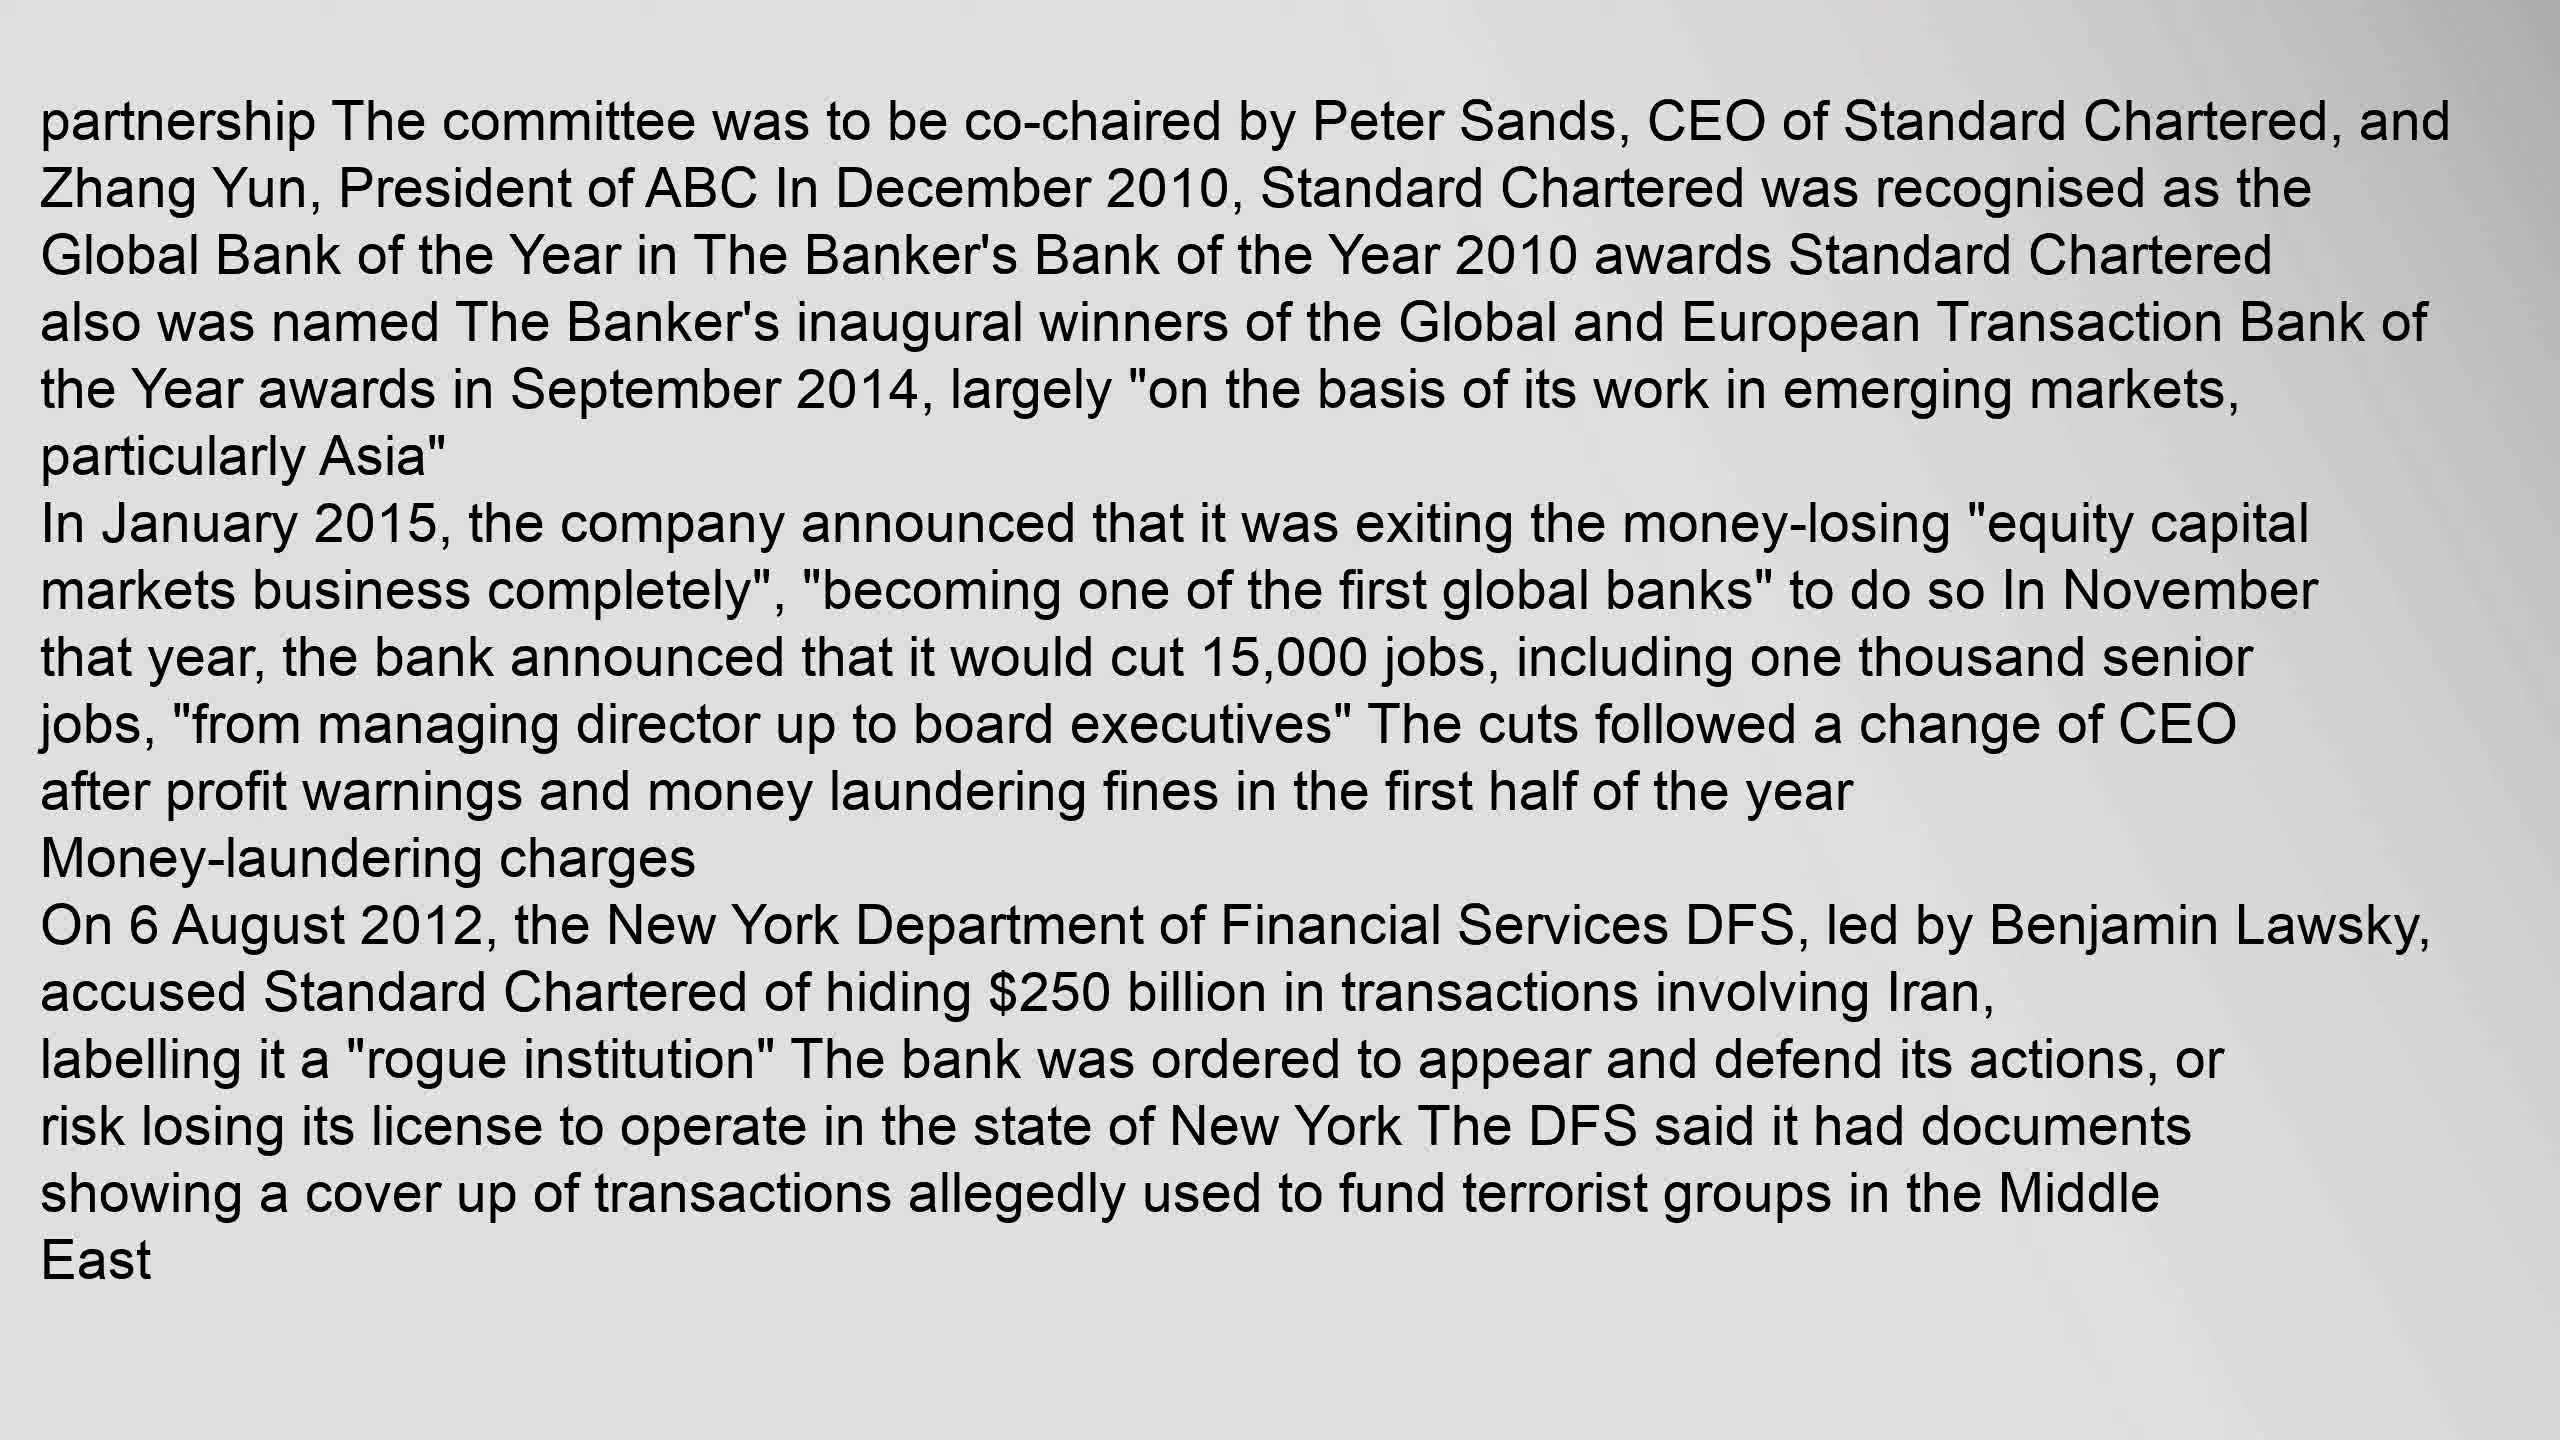 partnership The committee was to be co-chaired by Peter Sands, CEO of Standard Chartered, and
Zhang Yun, President of ABC In December 2010, Standard Chartered was recognised as the
Global Bank of the Year in The Banker's Bank of the Year 2010 awards Standard Chartered
also was named The Banker's inaugural winners of the Global and European Transaction Bank of
the Year awards in September 2014, largely "on the basis of its work in emerging markets,
particularly Asia"
In January 2015, the company announced that it was exiting the money-losing "equity capital
markets business completely", "becoming one of the first global banks" to do so In November
that year, the bank announced that it would cut 15,000 jobs, including one thousand senior
jobs, "from managing director up to board executives" The cuts followed a change of CEO
after profit warnings and money laundering fines in the first half of the year
Money-laundering charges
On 6 August 2012, the New York Department of Financial Services DFS, led by Benjamin Lawsky,
accused Standard Chartered of hiding $250 billion in transactions involving Iran,
labelling it a "rogue institution" The bank was ordered to appear and defend its actions, or
risk losing its license to operate in the state of New York The DFS said it had documents
showing a cover up of transactions allegedly used to fund terrorist groups in the Middle
East